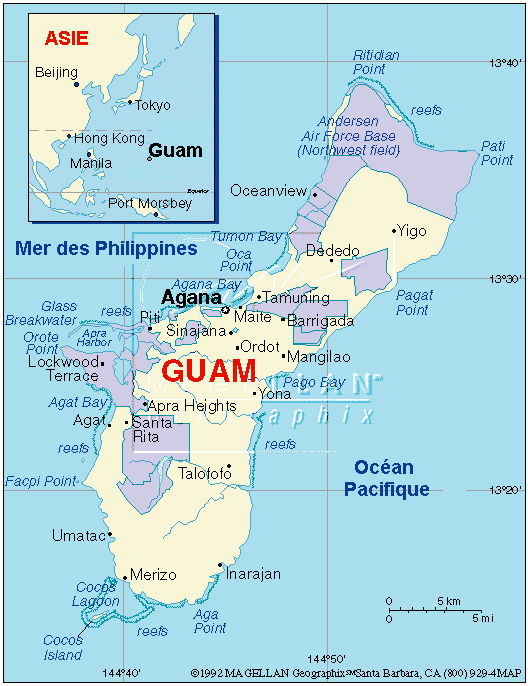 ASIE
Beijing
Tokyo
Hong Kong
Guam
Manila
Equator
Port Morsbey
Ritidian
Point
13°40'
reefs
Andersen
Air Force Base
(Northwest field)
Pati
Point
Oceanview
Tumon Bay
Yigo
Mer des Philippines
Oca
Point
Dededo
13°30'
Agana Bay
Agana
Tamuning
Pagat
Point
Glass
Breakwater
reefs
Piti
Maite
Barrigada
Orote
Point
Apra
Harbor
Sinajana
Ordot
Mangilao
Lockwood
Terrace
GUAM
MAGELLAN
Geographix
Pago Bay
Yona
Agat Bay
Apra Heights
Agat
Santa
Rita
reefs
reefs
Talofofo
Océan
Pacifique
Facpi Point
13°20'
Umatac
Merizo
Inarajan
Cocos
Lagoon
Aga
Point
reefs
Cocos
Island
0 5 km
0 5 mi
144°40'
144°50'
©1992 MAGELLAN Geographix℠Santa Barbara, CA (800) 929-4MAP